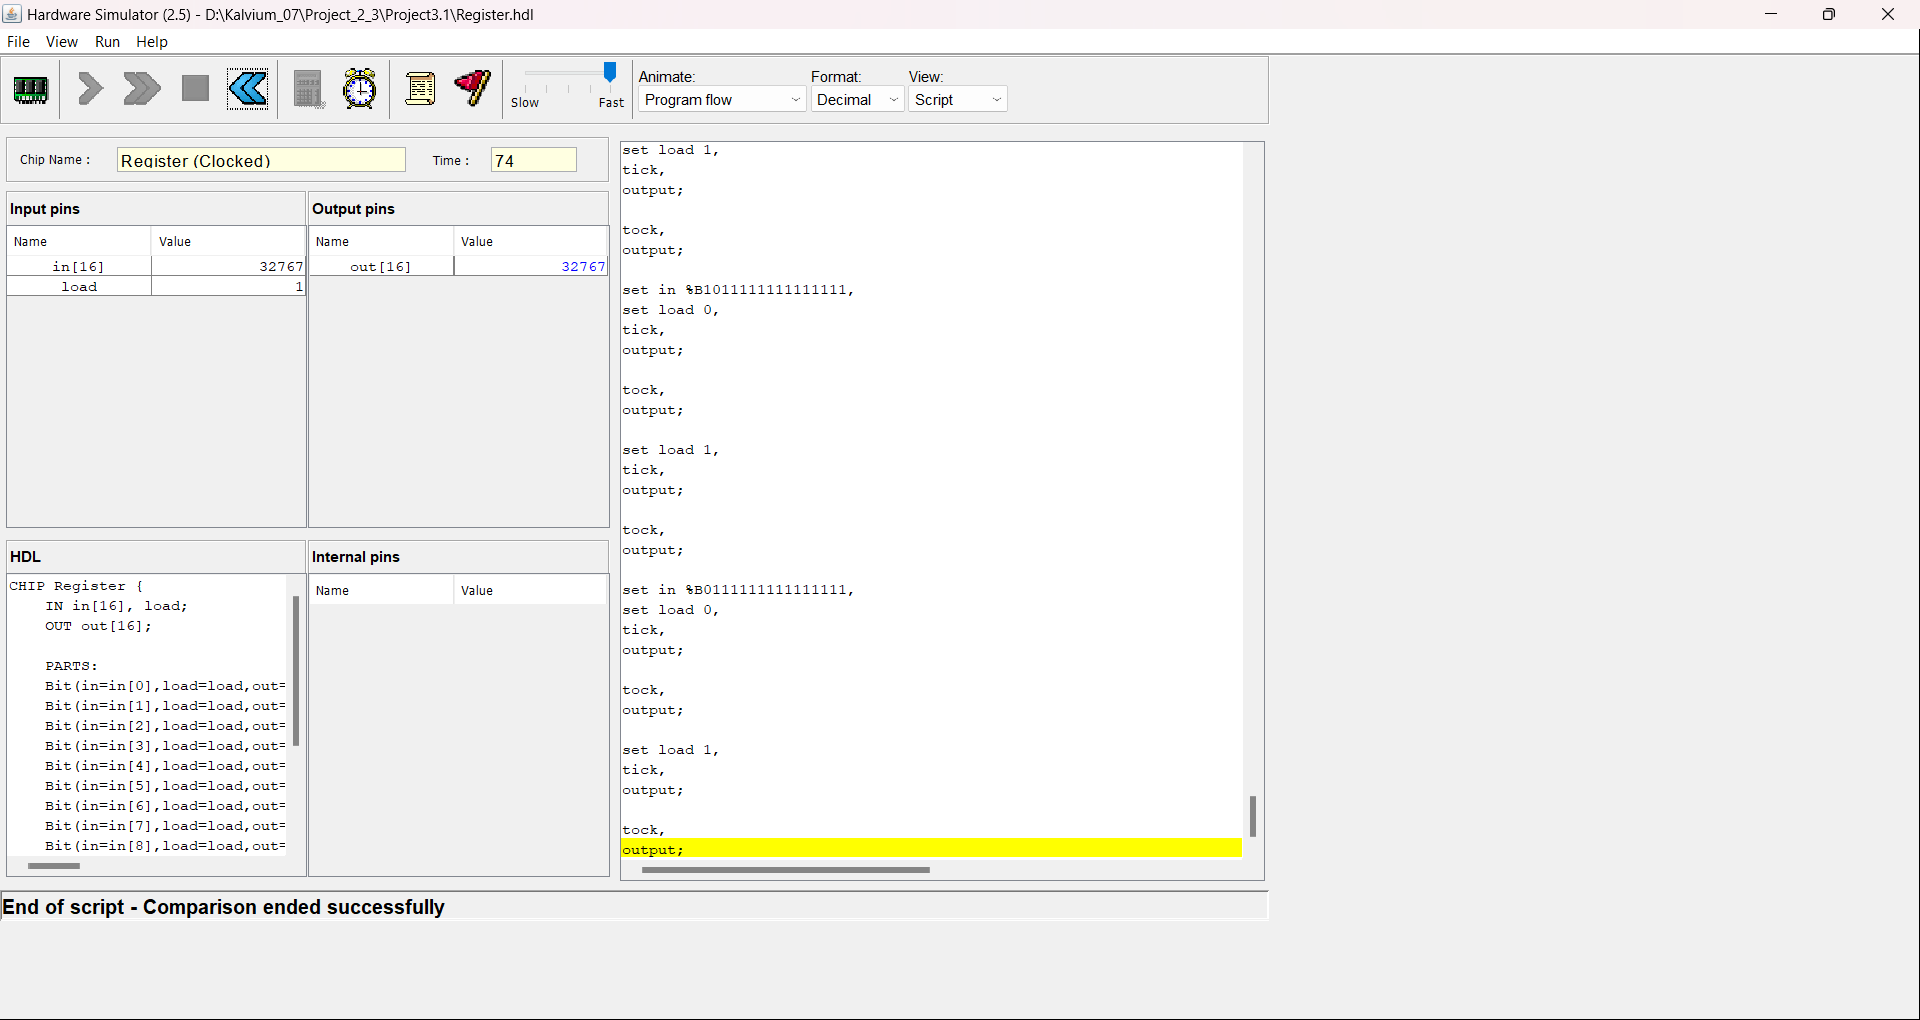 Hardware Simulator (2.5) - D:\Kalvium_07\Project_2_3\Project3.1\Register.hdl
File View Run Help
Slow Fast
Animate: Format: View:
Program flow Decimal Script
Chip Name : Register (Clocked) Time : 74
Input pins
Name Value
in[16] 32767
load 1
Output pins
Name Value
out[16] 32767
HDL
CHIP Register {
IN in[16], load;
OUT out[16];
PARTS:
Bit(in=in[0],load=load,out=
Bit(in=in[1],load=load,out=
Bit(in=in[2],load=load,out=
Bit(in=in[3],load=load,out=
Bit(in=in[4],load=load,out=
Bit(in=in[5],load=load,out=
Bit(in=in[6],load=load,out=
Bit(in=in[7],load=load,out=
Bit(in=in[8],load=load,out=
Internal pins
Name Value
set load 1,
tick,
output;
tock,
output;
set in %B1011111111111111,
set load 0,
tick,
output;
tock,
output;
set load 1,
tick,
output;
tock,
output;
set in %B0111111111111111,
set load 0,
tick,
output;
tock,
output;
set load 1,
tick,
output;
tock,
output;
End of script - Comparison ended successfully